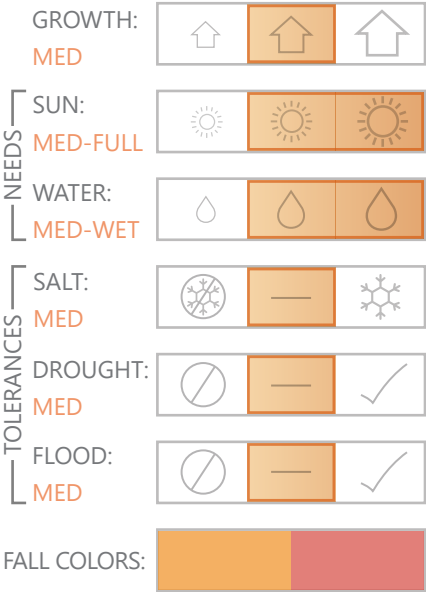 GROWTH:
MED
NEEDS
SUN:
MED-FULL
WATER:
MED-WET
TOLERANCES
SALT:
MED
DROUGHT:
MED
FLOOD:
MED
FALL COLORS: